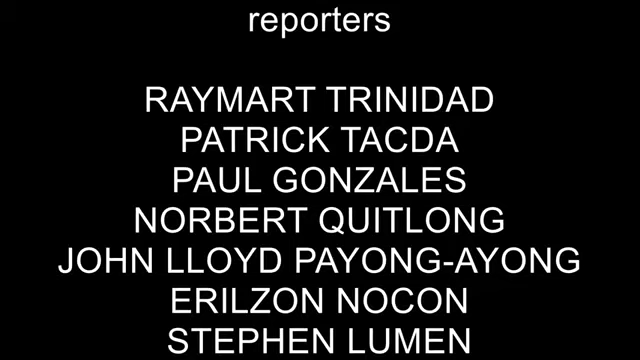 reporters
RAYMART TRINIDAD
PATRICK TACDA
PAUL GONZALES
NORBERT QUITLONG
JOHN LLOYD PAYONG-AYONG
ERILZON NOCON
STEPHEN LUMEN